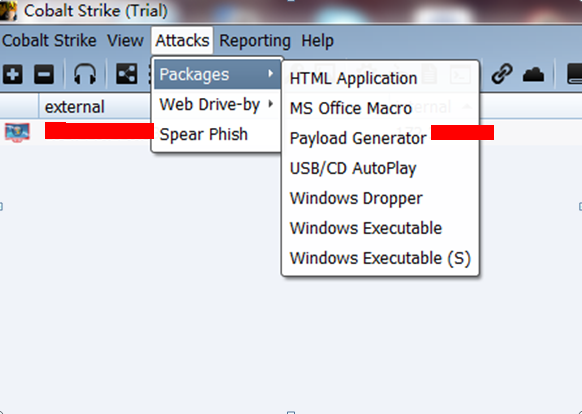 Cobalt Strike (Trial)
Cobalt Strike View Attacks Reporting Help
Packages
Web Drive-by
Spear Phish
HTML Application
MS Office Macro
Payload Generator
USB/CD AutoPlay
Windows Dropper
Windows Executable
Windows Executable (S)
external